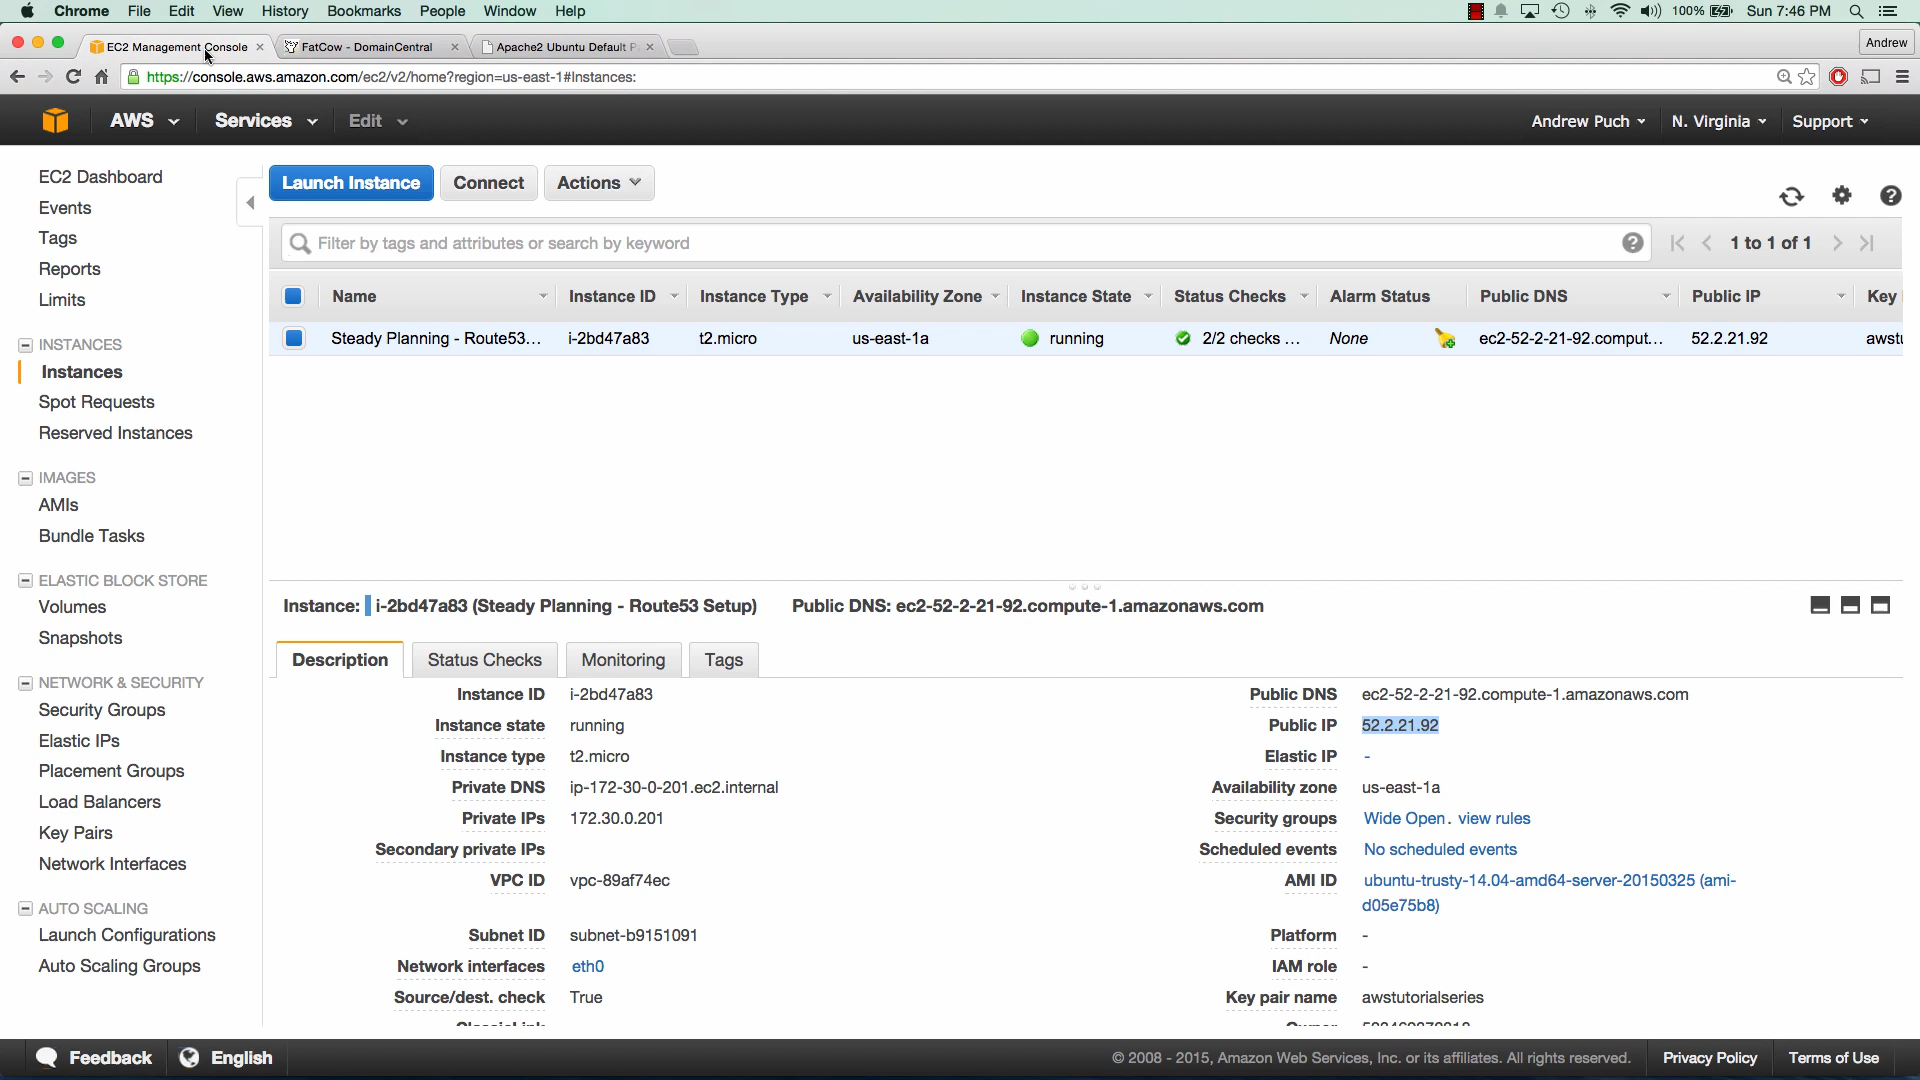 Chrome File Edit View History Bookmarks People Window Help 100% Sun 7:46 PM
EC2 Management Console FatCow - DomainCentral Apache2 Ubuntu Default P Andrew
https://console.aws.amazon.com/ec2/v2/home?region=us-east-1#Instances:
AWS Services Edit Andrew Puch N. Virginia Support
EC2 Dashboard
Events
Tags
Reports
Limits
INSTANCES
Instances
Spot Requests
Reserved Instances
IMAGES
AMIs
Bundle Tasks
ELASTIC BLOCK STORE
Volumes
Snapshots
NETWORK & SECURITY
Security Groups
Elastic IPs
Placement Groups
Load Balancers
Key Pairs
Network Interfaces
AUTO SCALING
Launch Configurations
Auto Scaling Groups
Launch Instance Connect Actions
Filter by tags and attributes or search by keyword 1 to 1 of 1
Name Instance ID Instance Type Availability Zone Instance State Status Checks Alarm Status Public DNS Public IP Key
Steady Planning - Route53... i-2bd47a83 t2.micro us-east-1a running 2/2 checks ... None ec2-52-2-21-92.comput... 52.2.21.92 awstu
Instance: i-2bd47a83 (Steady Planning - Route53 Setup) Public DNS: ec2-52-2-21-92.compute-1.amazonaws.com
Description Status Checks Monitoring Tags
Instance ID i-2bd47a83 Public DNS ec2-52-2-21-92.compute-1.amazonaws.com
Instance state running Public IP 52.2.21.92
Instance type t2.micro Elastic IP -
Private DNS ip-172-30-0-201.ec2.internal Availability zone us-east-1a
Private IPs 172.30.0.201 Security groups Wide Open. view rules
Secondary private IPs Scheduled events No scheduled events
VPC ID vpc-89af74ec AMI ID ubuntu-trusty-14.04-amd64-server-20150325 (ami-
d05e75b8)
Subnet ID subnet-b9151091 Platform -
Network interfaces eth0 IAM role -
Source/dest. check True Key pair name awstutorialseries
ClassicLink Owner
Feedback English © 2008 - 2015, Amazon Web Services, Inc. or its affiliates. All rights reserved. Privacy Policy Terms of Use